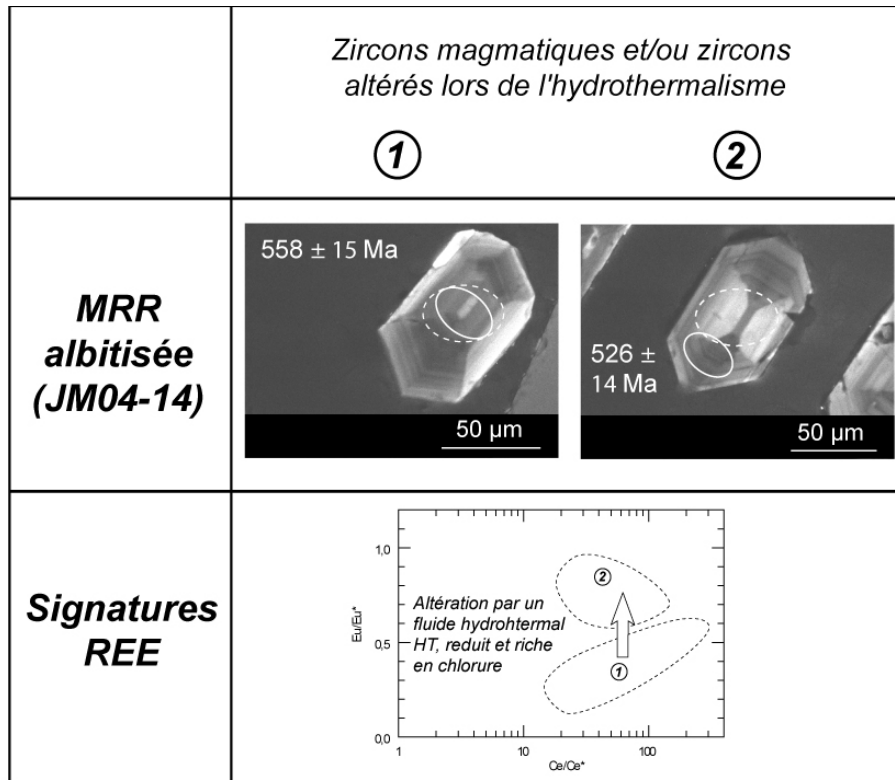 Zircons magmatiques et/ou zircons
altérés lors de l'hydrothermalisme
1
2
MRR
albitisée
(JM04-14)
558 ± 15 Ma
50 µm
526 ±
14 Ma
50 µm
Signatures
REE
Eu/Eu*
1,0
0,5
0,0
2
Altération par un
fluide hydrohtermal
HT, reduit et riche
en chlorure
1
1
10
100
Ce/Ce*